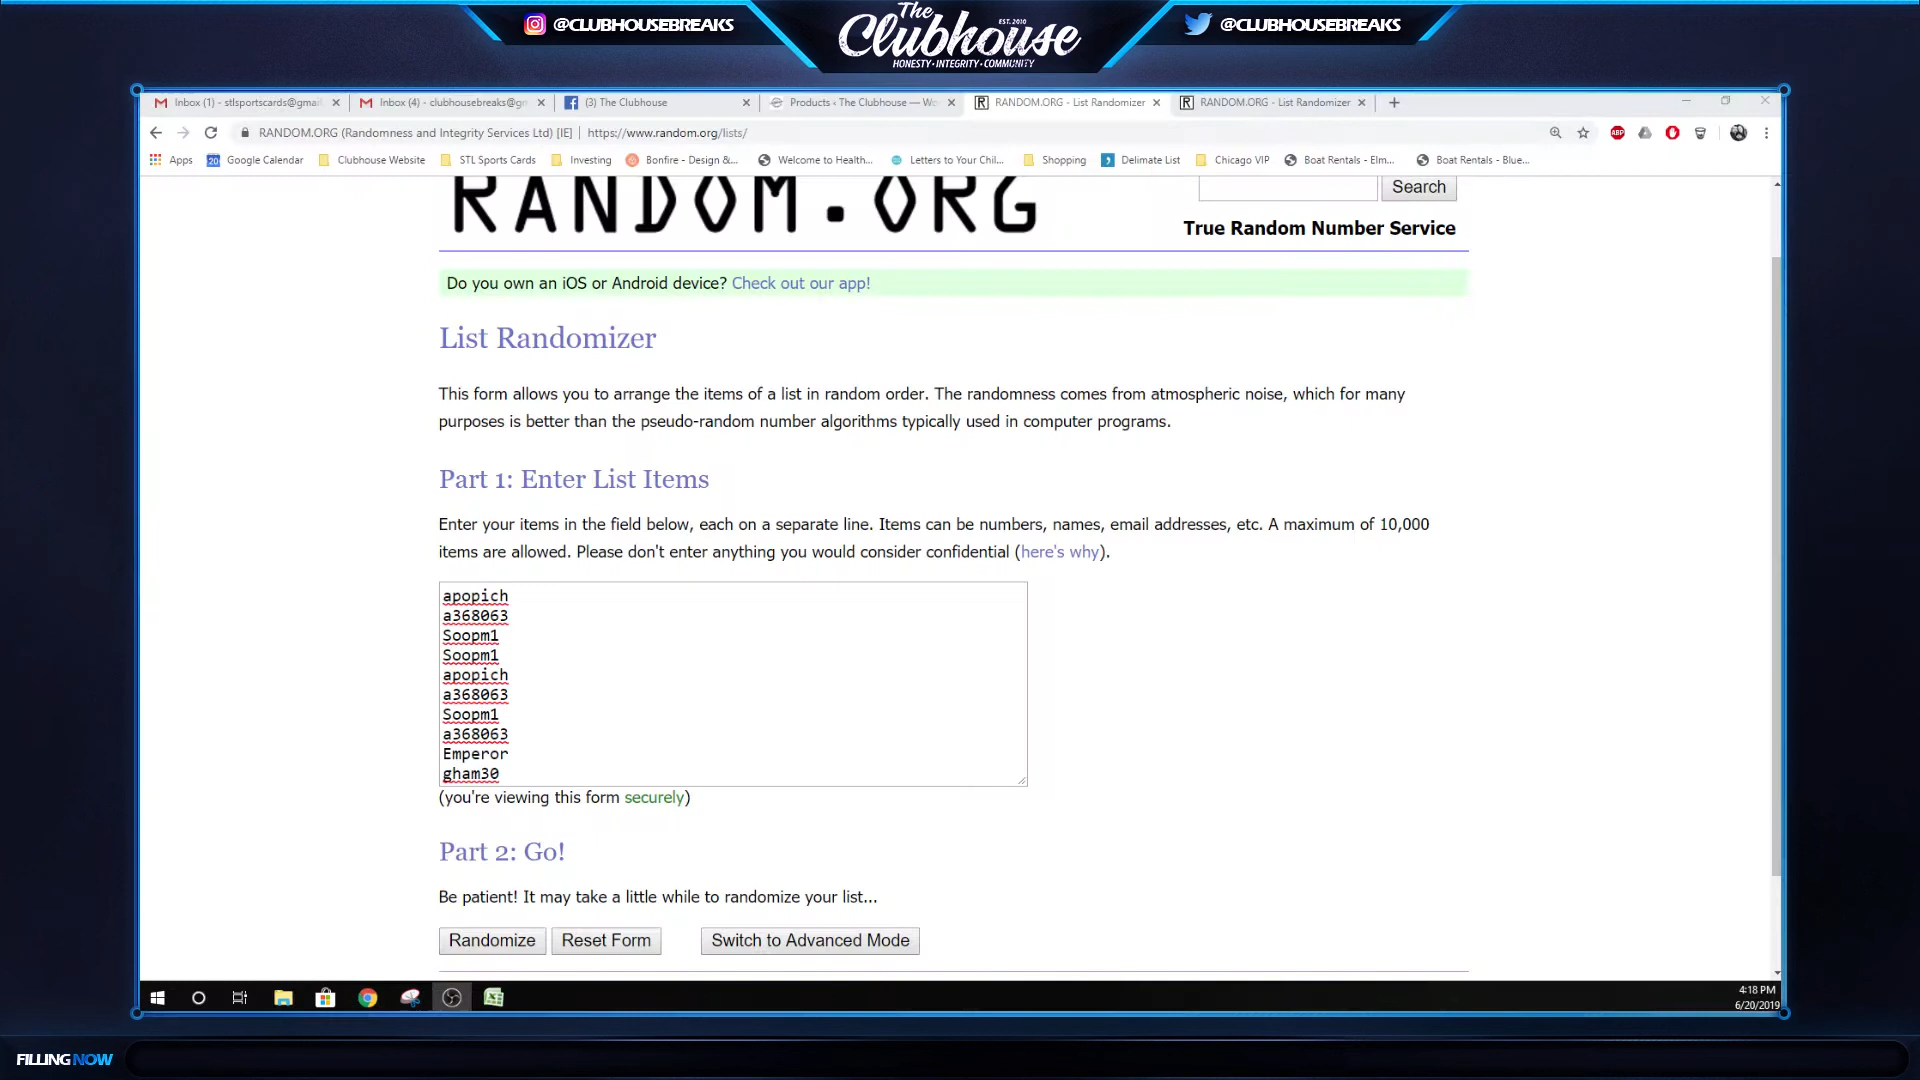 @CLUBHOUSEBREAKS
The
Clubhouse
EST. 2010
HONESTY • INTEGRITY • COMMUNITY
@CLUBHOUSEBREAKS
Inbox (1) - stlsportscards@gmai
Inbox (4) - clubhousebreaks@gm
(3) The Clubhouse
Products ‹ The Clubhouse — Wo
RANDOM.ORG - List Randomizer
RANDOM.ORG - List Randomizer
RANDOM.ORG (Randomness and Integrity Services Ltd) [IE] | https://www.random.org/lists/
Apps
Google Calendar
Clubhouse Website
STL Sports Cards
Investing
Bonfire - Design &...
Welcome to Health...
Letters to Your Chil...
Shopping
Delimate List
Chicago VIP
Boat Rentals - Elm...
Boat Rentals - Blue...
RANDOM.ORG
Search
True Random Number Service
Do you own an iOS or Android device? Check out our app!
List Randomizer
This form allows you to arrange the items of a list in random order. The randomness comes from atmospheric noise, which for many
purposes is better than the pseudo-random number algorithms typically used in computer programs.
Part 1: Enter List Items
Enter your items in the field below, each on a separate line. Items can be numbers, names, email addresses, etc. A maximum of 10,000
items are allowed. Please don't enter anything you would consider confidential (here's why).
apopich
a368063
Soopm1
Soopm1
apopich
a368063
Soopm1
a368063
Emperor
gham30
(you're viewing this form securely)
Part 2: Go!
Be patient! It may take a little while to randomize your list...
Randomize
Reset Form
Switch to Advanced Mode
4:18 PM
6/20/2019
FILLING NOW